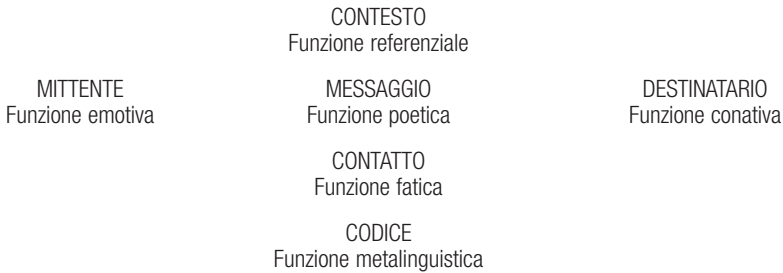 CONTESTO
Funzione referenziale
MITTENTE MESSAGGIO DESTINATARIO
Funzione emotiva Funzione poetica Funzione conativa
CONTATTO
Funzione fatica
CODICE
Funzione metalinguistica